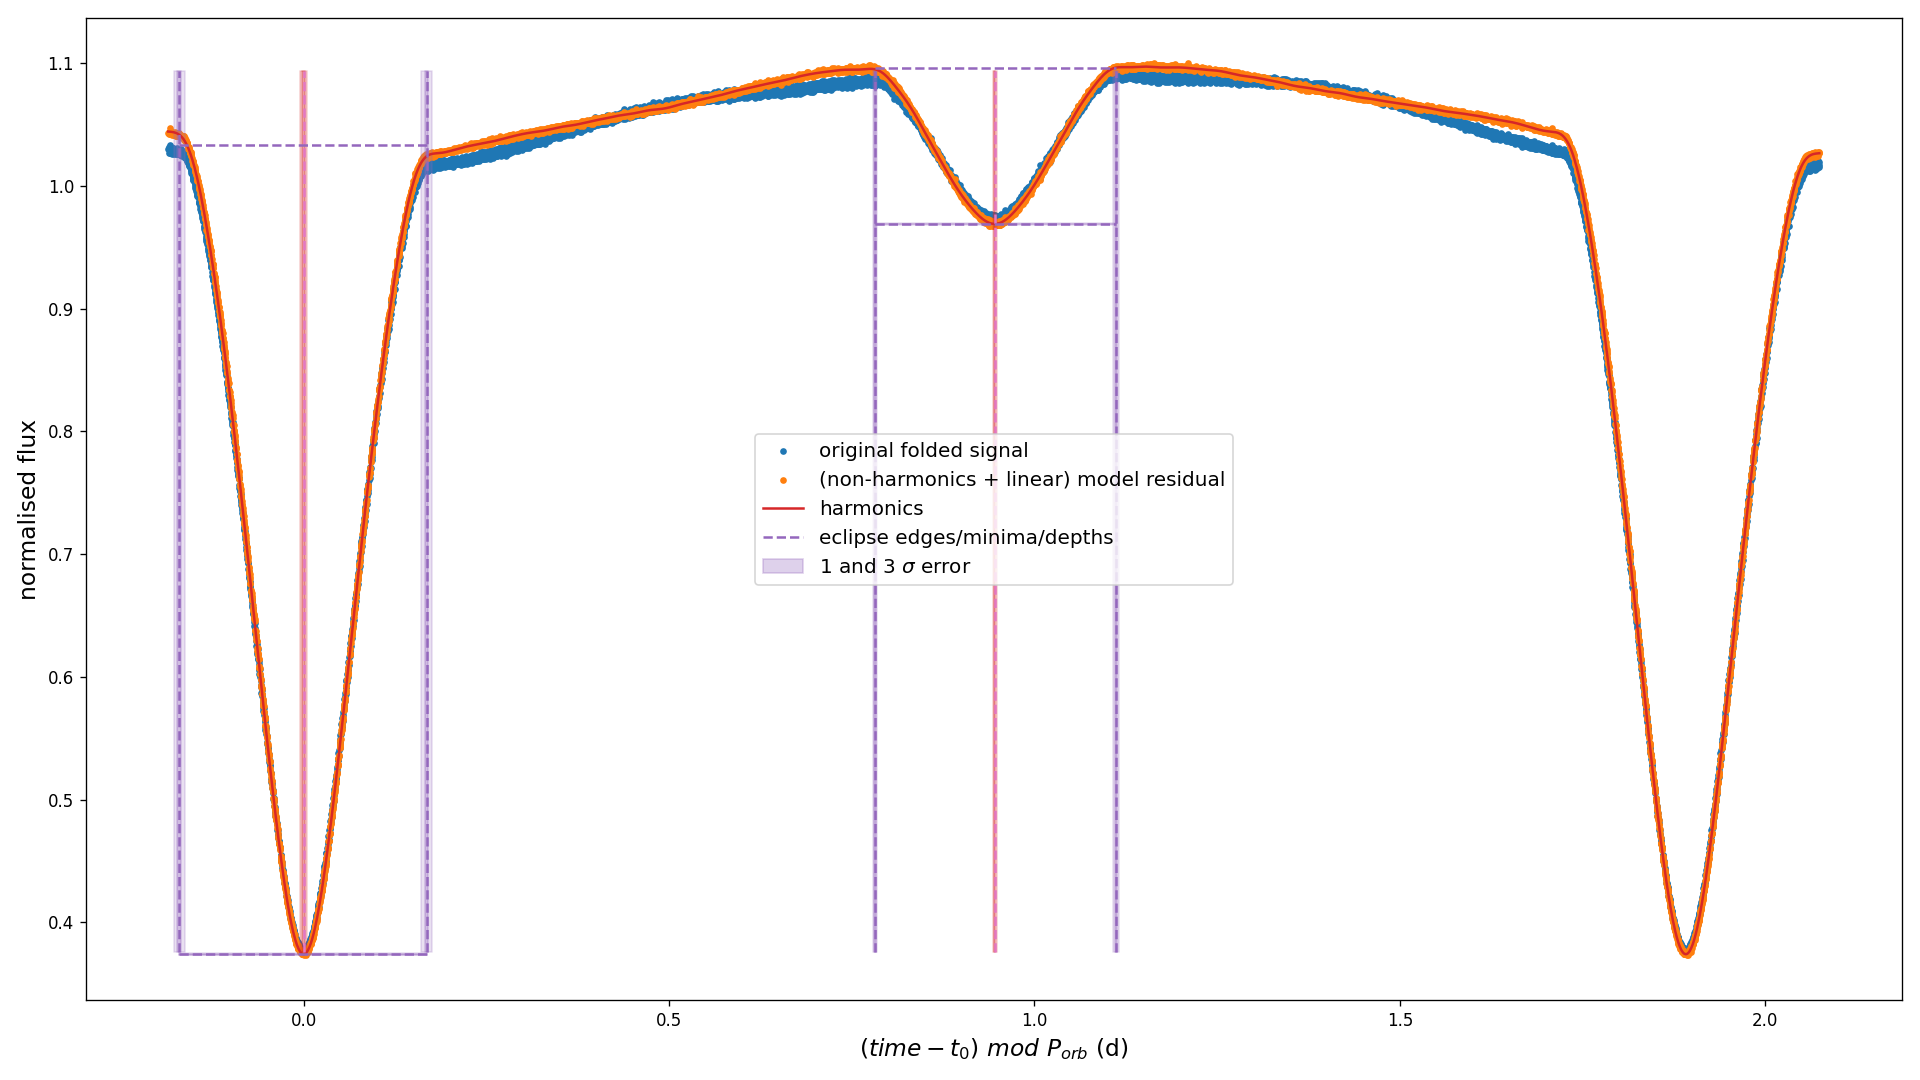 1.1
1.0
0.9
0.8
0.7
0.6
0.5
0.4
normalised flux
original folded signal
(non-harmonics + linear) model residual
harmonics
eclipse edges/minima/depths
1 and 3 σ error
0.0 0.5 1.0 1.5 2.0
(time − t₀) mod Pₒᵣb (d)